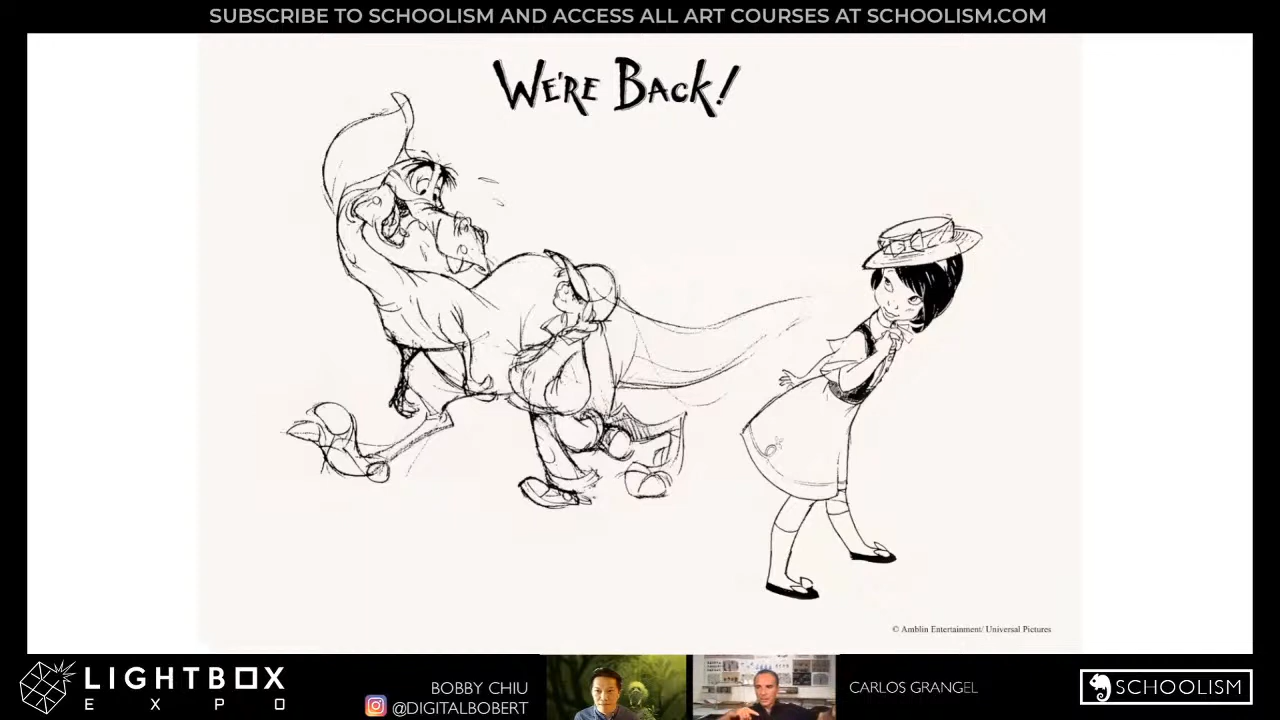 SUBSCRIBE TO SCHOOLISM AND ACCESS ALL ART COURSES AT SCHOOLISM.COM
WE'RE BACK!
© Amblin Entertainment/ Universal Pictures
LIGHTBOX
EXPO
BOBBY CHIU
@DIGITALBOBERT
CARLOS GRANGEL
SCHOOLISM